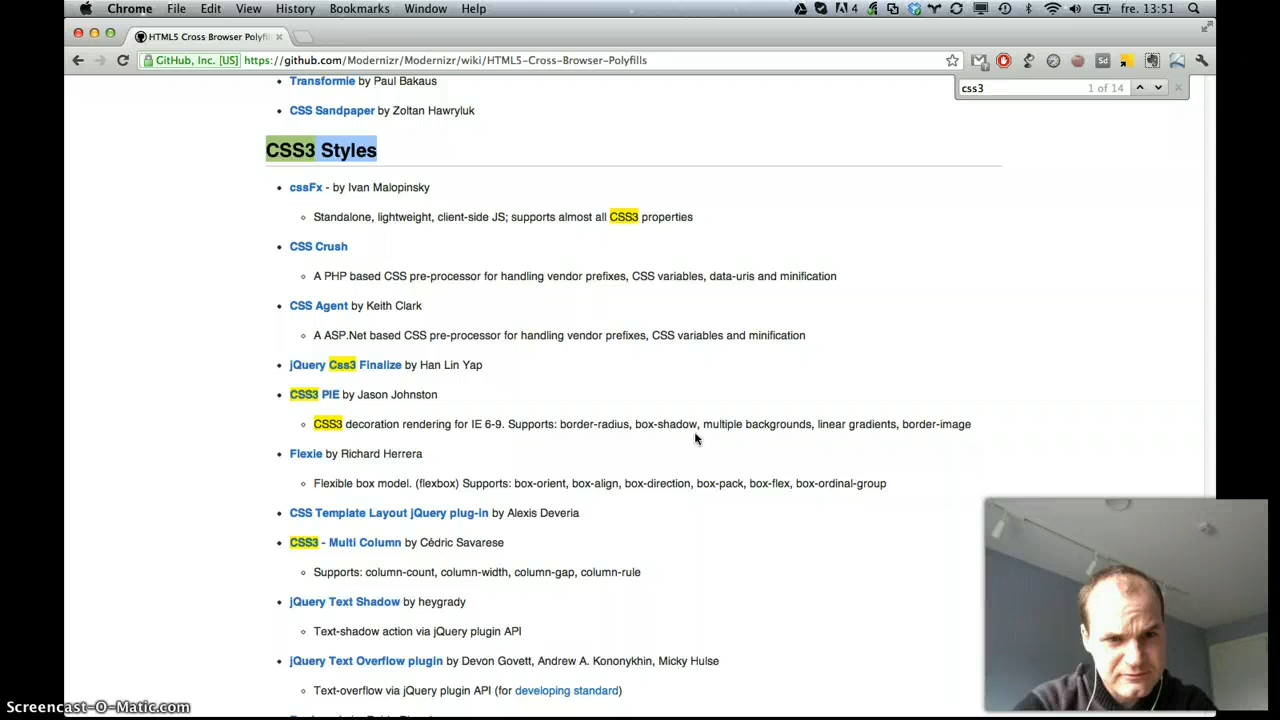 Chrome File Edit View History Bookmarks Window Help 4 fre. 13:51
HTML5 Cross Browser Polyfil
GitHub, Inc. [US] https://github.com/Modernizr/Modernizr/wiki/HTML5-Cross-Browser-Polyfills
css3 1 of 14
Transformie by Paul Bakaus
CSS Sandpaper by Zoltan Hawryluk
CSS3 Styles
cssFx - by Ivan Malopinsky
Standalone, lightweight, client-side JS; supports almost all CSS3 properties
CSS Crush
A PHP based CSS pre-processor for handling vendor prefixes, CSS variables, data-uris and minification
CSS Agent by Keith Clark
A ASP.Net based CSS pre-processor for handling vendor prefixes, CSS variables and minification
jQuery Css3 Finalize by Han Lin Yap
CSS3 PIE by Jason Johnston
CSS3 decoration rendering for IE 6-9. Supports: border-radius, box-shadow, multiple backgrounds, linear gradients, border-image
Flexie by Richard Herrera
Flexible box model. (flexbox) Supports: box-orient, box-align, box-direction, box-pack, box-flex, box-ordinal-group
CSS Template Layout jQuery plug-in by Alexis Deveria
CSS3 - Multi Column by Cédric Savarese
Supports: column-count, column-width, column-gap, column-rule
jQuery Text Shadow by heygrady
Text-shadow action via jQuery plugin API
jQuery Text Overflow plugin by Devon Govett, Andrew A. Kononykhin, Micky Hulse
Text-overflow via jQuery plugin API (for developing standard)
Screencast-O-Matic.com